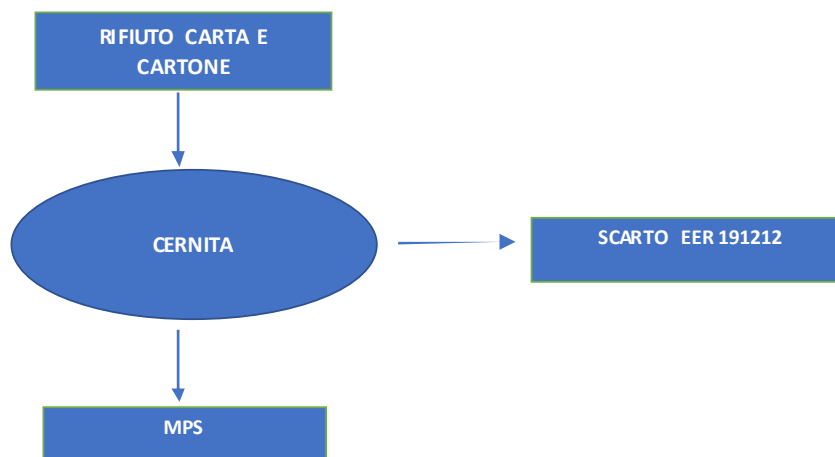 RIFIUTO CARTA E
CARTONE
CERNITA
SCARTO EER 191212
MPS